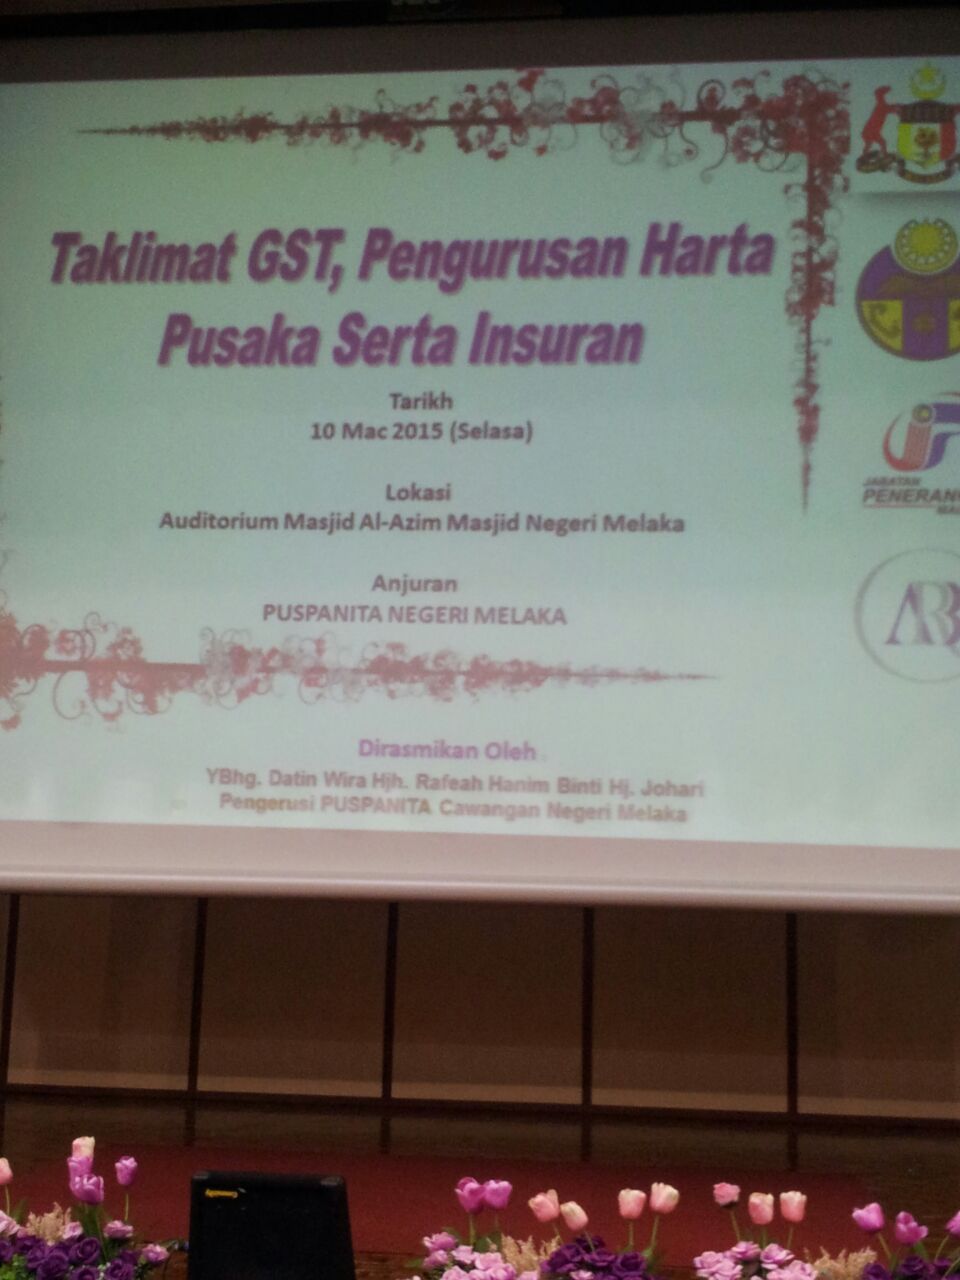 Taklimat GST, Pengurusan Harta
Pusaka Serta Insuran
Tarikh
10 Mac 2015 (Selasa)
Lokasi
Auditorium Masjid Al-Azim Masjid Negeri Melaka
Anjuran
PUSPANITA NEGERI MELAKA
Dirasmikan Oleh
YBhg. Datin Wira Hjh. Rafeah Hanim Binti Hj. Johari
Pengerusi PUSPANITA Cawangan Negeri Melaka
JABATAN